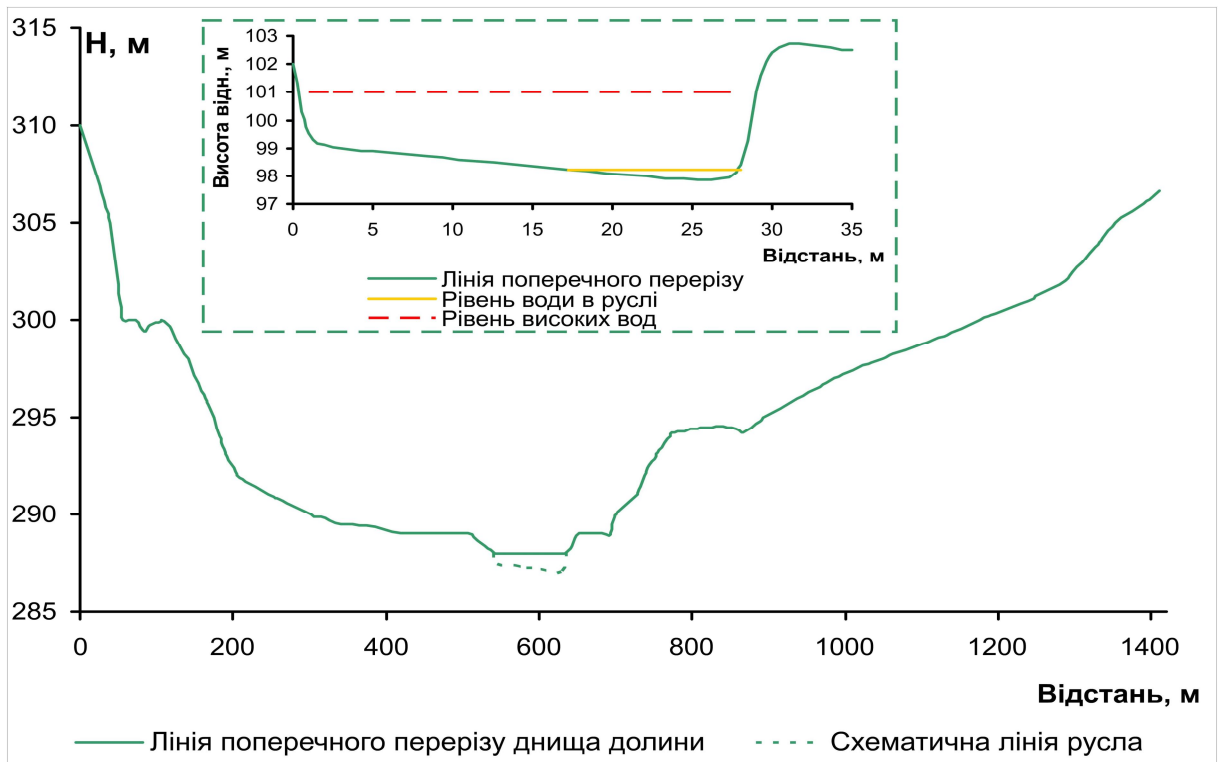 315
H, м
310
305
300
295
290
285
0 200 400 600 800 1000 1200 1400
Відстань, м
103
102
101
100
99
98
97
Висота відн., м
0 5 10 15 20 25 30 35
Відстань, м
Лінія поперечного перерізу
Рівень води в руслі
Рівень високих вод
Лінія поперечного перерізу днища долини
Схематична лінія русла